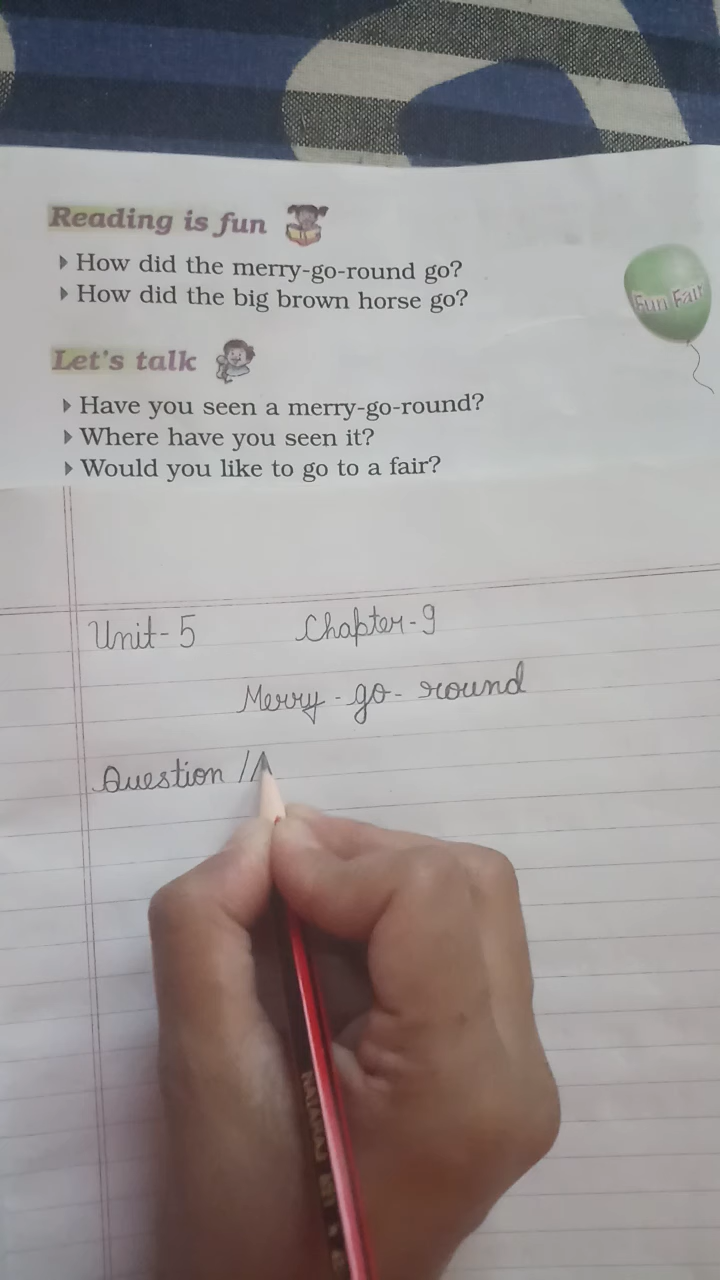 Reading is fun
How did the merry-go-round go?
How did the big brown horse go?
Fun Fair
Let's talk
Have you seen a merry-go-round?
Where have you seen it?
Would you like to go to a fair?
Unit-5 Chapter-9
Merry-go-round
Question /A
NATARAJ